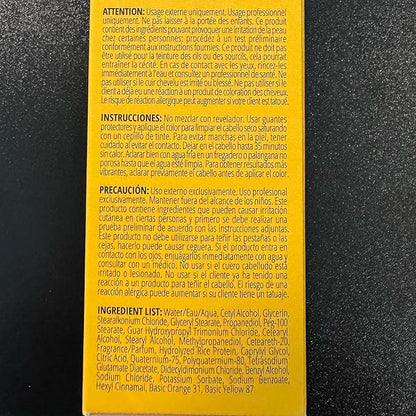 ATTENTION: Usage externe uniquement, Usage professionnel
uniquement. Ne pas laisser à la portée des enfants. Ce produit
contient des ingrédients pouvant provoquer une irritation de la peau
chez certaines personnes: procéder à un test préliminaire
conformément aux instructions fournies. Ce produit ne doit pas
être utilisé pour la teinture des cils ou des sourcils, cela pourrait
entraîner la cécité. En cas de contact avec les yeux, rincez-les
immédiatement à l'eau et consultez un professionnel de santé. Ne
pas utiliser si le cuir chevelu est irrité ou blessé. Ne pas utiliser si le
client a déjà eu une réaction à un produit de coloration des cheveux.
Le risque de réaction allergique peut augmenter si votre client est tatoué.
INSTRUCCIONES: No mezclar con revelador. Usar guantes
protectores y aplique el color para limpiar el cabello seco saturado
con un cepillo de tinte. Para evitar manchas en la piel, tener
cuidado al evitar el contacto. Dejar en el cabello hasta 35 minutos
sin calor. Aclarar bien con agua fría en un fregadero o palangana no
porosa hasta que el agua esté limpia. Para obtener resultados más
vibrantes, aclarar previamente el cabello antes de aplicar el color.
PRECAUCIÓN: Uso externo exclusivamente. Uso profesional
exclusivamente. Mantener fuera del alcance de los niños. Este
producto contiene ingredientes que pueden causar irritación
cutánea en ciertas personas y primero se debe realizar una
prueba preliminar de acuerdo con las instrucciones adjuntas.
Este producto no debe utilizarse para teñir las pestañas o las
cejas, hacerlo puede causar ceguera. Si el producto entra en
contacto con los ojos, enjuáguelos inmediatamente con agua y
consultar con un médico. No usar si el cuero cabelludo está
irritado o lesionado. No usar si el cliente ya ha tenido una
reacción a un producto para teñir el cabello. El riesgo de una
reacción alérgica puede aumentar si su cliente tiene un tatuaje.
INGREDIENT LIST: Water/Eau/Aqua, Cetyl Alcohol, Glycerin,
Stearalkonium Chloride, Glyceryl Stearate, Propanediol, Peg-100
Stearate, Guar Hydroxypropyl Trimonium Chloride, Cetearyl
Alcohol, Stearyl Alcohol, Methylpropanediol, Ceteareth-20,
Fragrance/Parfum, Hydrolyzed Rice Protein, Caprylyl Glycol,
Citric Acid, Quaternium-75, Polyquaternium-80, Tetrasodium
Glutamate Diacetate, Didecyldimonium Chloride, Benzyl Alcohol,
Sodium Chloride, Potassium Sorbate, Sodium Benzoate,
Hexyl Cinnamal, Basic Orange 31, Basic Yellow 87